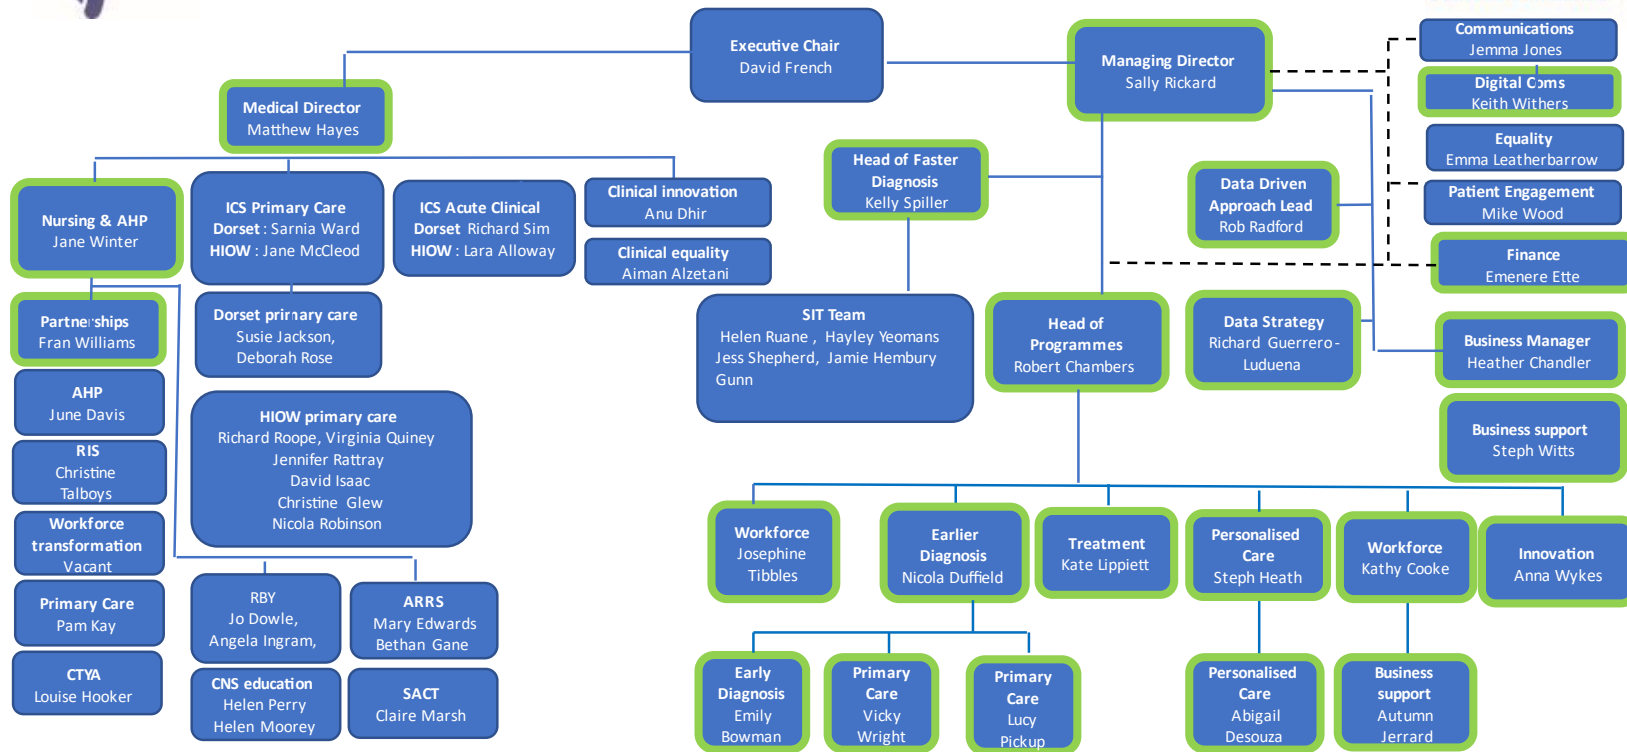 Executive Chair
David French
Managing Director
Sally Rickard
Communications
Jemma Jones
Digital Coms
Keith Withers
Equality
Emma Leatherbarrow
Patient Engagement
Mike Wood
Finance
Emenere Ette
Business Manager
Heather Chandler
Business support
Steph Witts
Medical Director
Matthew Hayes
Nursing & AHP
Jane Winter
ICS Primary Care
Dorset : Sarnia Ward
HIOW : Jane McCleod
ICS Acute Clinical
Dorset Richard Sim
HIOW : Lara Alloway
Clinical innovation
Anu Dhir
Clinical equality
Aiman Alzetani
Head of Faster
Diagnosis
Kelly Spiller
Data Driven
Approach Lead
Rob Radford
Partnerships
Fran Williams
Dorset primary care
Susie Jackson,
Deborah Rose
SIT Team
Helen Ruane , Hayley Yeomans
Jess Shepherd, Jamie Hembury
Gunn
Head of
Programmes
Robert Chambers
Data Strategy
Richard Guerrero-
Luduena
AHP
June Davis
RIS
Christine
Talboys
Workforce
transformation
Vacant
Primary Care
Pam Kay
CTYA
Louise Hooker
HIOW primary care
Richard Roope, Virginia Quiney
Jennifer Rattray
David Isaac
Christine Glew
Nicola Robinson
RBY
Jo Dowle,
Angela Ingram,
ARRS
Mary Edwards
Bethan Gane
CNS education
Helen Perry
Helen Moorey
SACT
Claire Marsh
Workforce
Josephine
Tibbles
Earlier
Diagnosis
Nicola Duffield
Treatment
Kate Lippiett
Personalised
Care
Steph Heath
Workforce
Kathy Cooke
Innovation
Anna Wykes
Early
Diagnosis
Emily
Bowman
Primary
Care
Vicky
Wright
Primary
Care
Lucy
Pickup
Personalised
Care
Abigail
Desouza
Business
support
Autumn
Jerrard